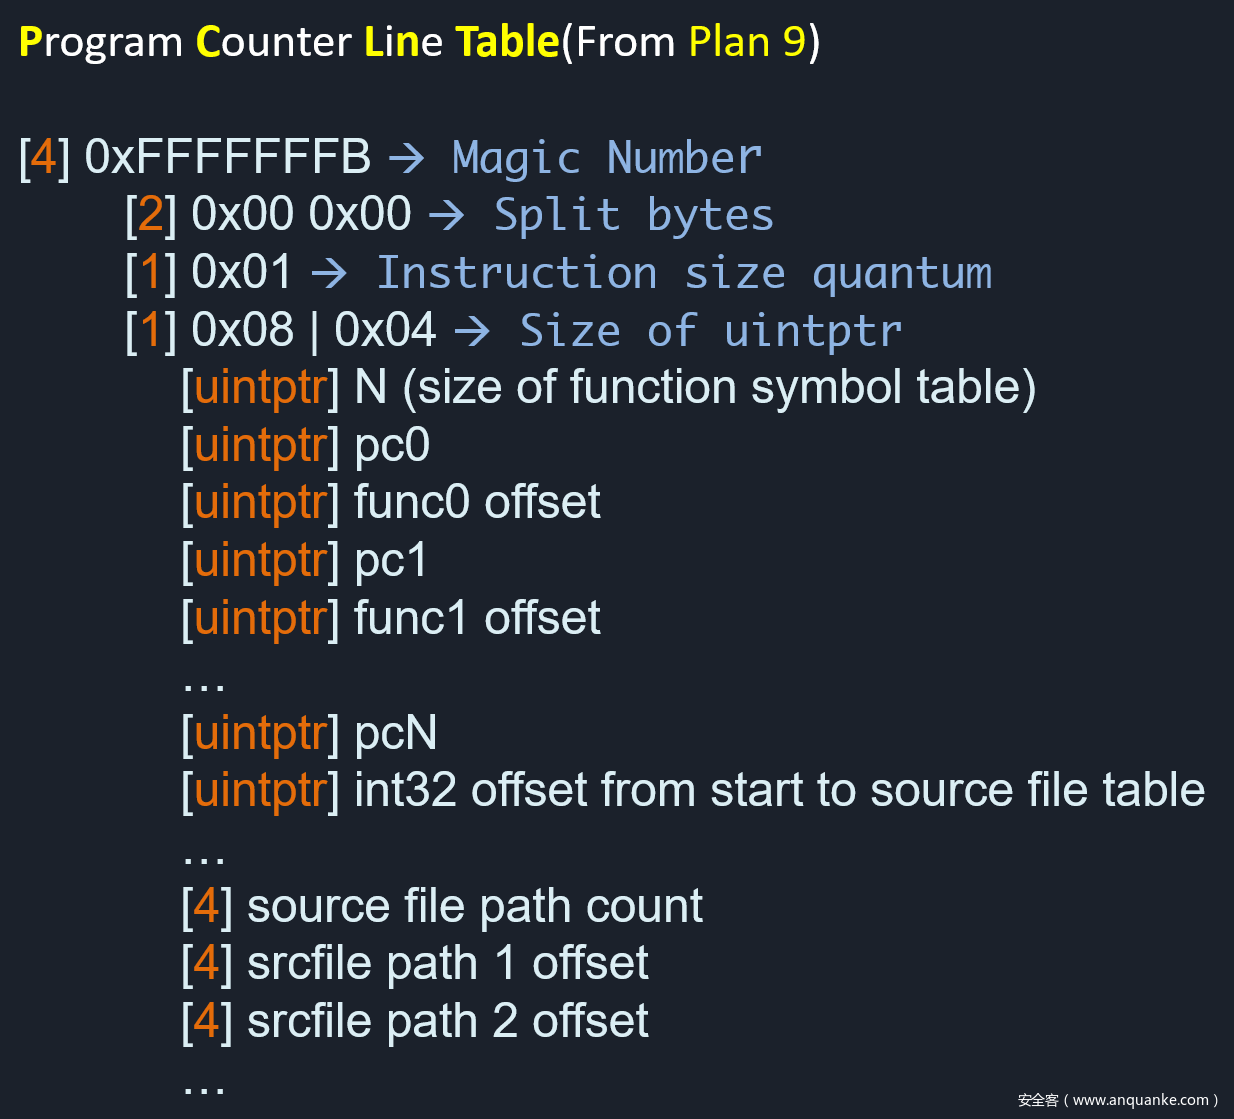 Program Counter Line Table(From Plan 9)
[4] 0xFFFFFFFB → Magic Number
[2] 0x00 0x00 → Split bytes
[1] 0x01 → Instruction size quantum
[1] 0x08 | 0x04 → Size of uintptr
[uintptr] N (size of function symbol table)
[uintptr] pc0
[uintptr] func0 offset
[uintptr] pc1
[uintptr] func1 offset
…
[uintptr] pcN
[uintptr] int32 offset from start to source file table
…
[4] source file path count
[4] srcfile path 1 offset
[4] srcfile path 2 offset
…
安全客（www.anquanke.com）